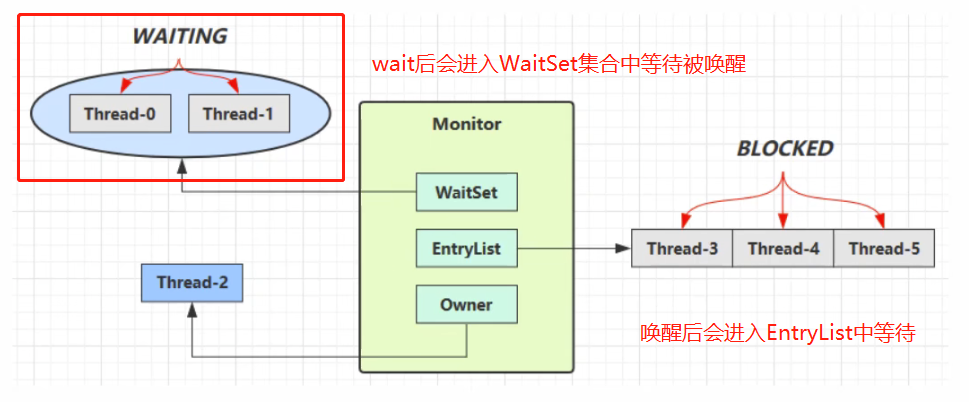 WAITING
wait后会进入WaitSet集合中等待被唤醒
Thread-0
Thread-1
Monitor
BLOCKED
WaitSet
EntryList
Thread-3
Thread-4
Thread-5
Thread-2
Owner
唤醒后会进入EntryList中等待